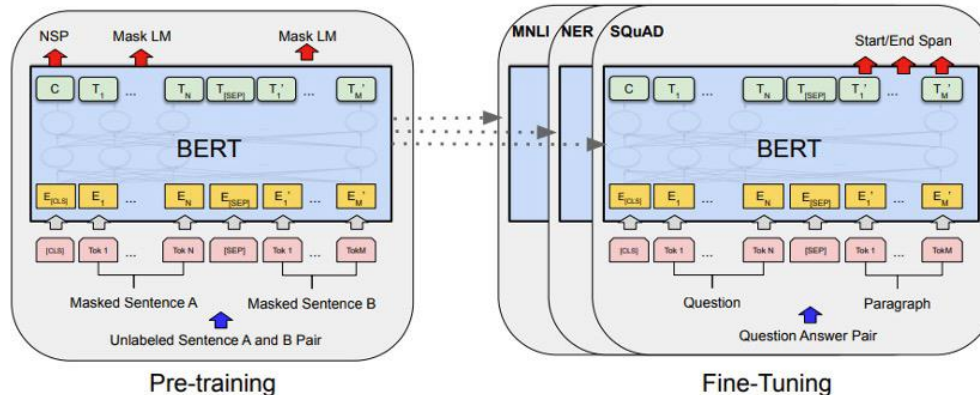 NSP Mask LM Mask LM
C T1 ... TN T[SEP] T1' ... TM'
BERT
E[CLS] E1 ... EN E[SEP] E1' ... EM'
[CLS] Tok 1 ... Tok N [SEP] Tok 1 ... TokM
Masked Sentence A Masked Sentence B
Unlabeled Sentence A and B Pair
Pre-training
MNLI NER SQuAD
Start/End Span
C T1 ... TN T[SEP] T1' ... TM'
BERT
E[CLS] E1 ... EN E[SEP] E1' ... EM'
[CLS] Tok 1 ... Tok N [SEP] Tok 1 ... TokM
Question Paragraph
Question Answer Pair
Fine-Tuning